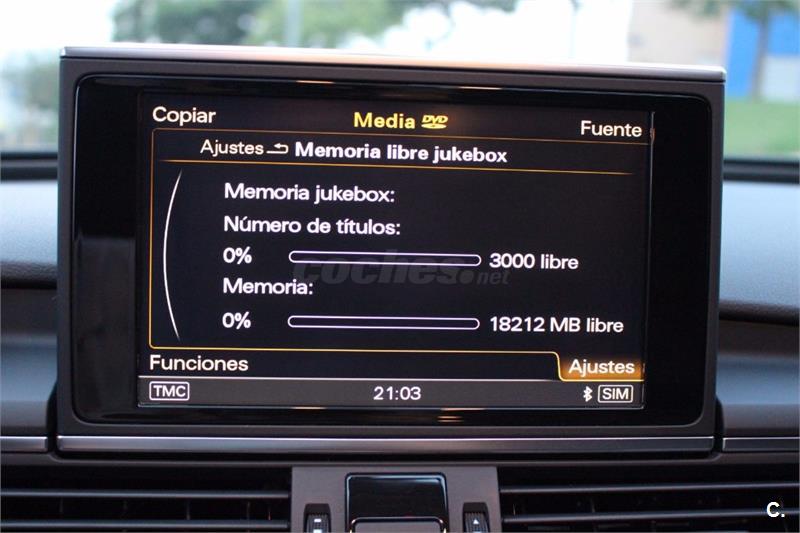 Copiar
Media DVD
Fuente
Ajustes Memoria libre jukebox
Memoria jukebox:
Número de títulos:
0% 3000 libre
coches.net
Memoria:
0% 18212 MB libre
Funciones
Ajustes
TMC
21:03
SIM
C.